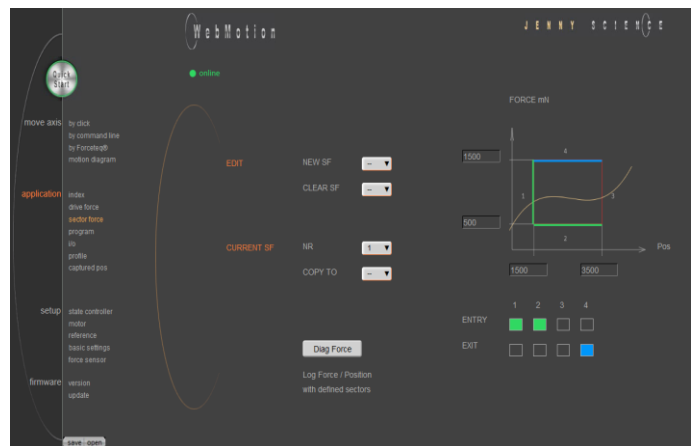 WebMotion
JENNY SCIENCE
Quick
Start
online
FORCE mN
move axis
by click
by command line
by Forceteq®
motion diagram
EDIT
NEW SF
--
CLEAR SF
--
1500
4
1
3
application
index
drive force
sector force
program
i/o
profile
captured pos
500
2
Pos
CURRENT SF
NR
1
COPY TO
--
1500
3500
setup
state controller
motor
reference
basic settings
force sensor
1 2 3 4
ENTRY
EXIT
Diag Force
Log Force / Position
with defined sectors
firmware
version
update
save open